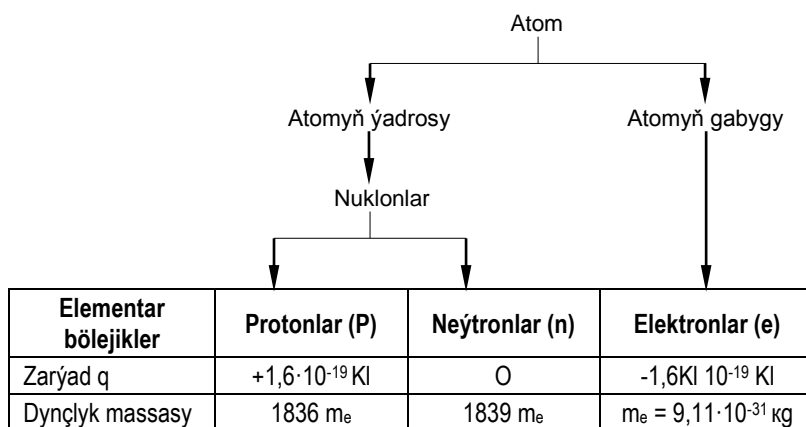 Atom
Atomyň ýadrosy Atomyň gabygy
Nuklonlar
Elementar bölejikler Protonlar (P) Neýtronlar (n) Elektronlar (e)
Zarýad q +1,6·10⁻¹⁹ Kl O -1,6Kl 10⁻¹⁹ Kl
Dynçlyk massasy 1836 mₑ 1839 mₑ mₑ = 9,11·10⁻³¹ кg